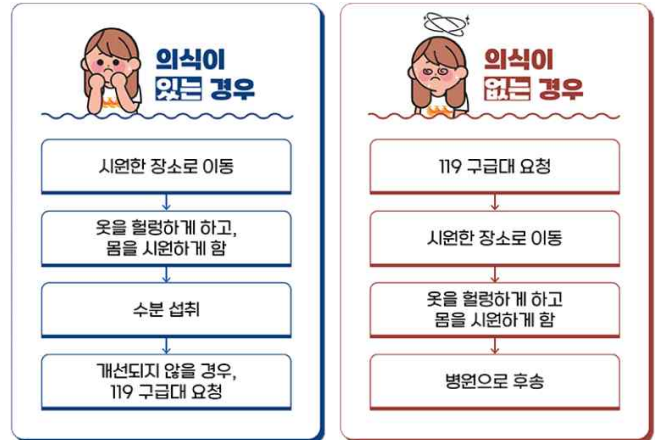 의식이
있는 경우
시원한 장소로 이동
옷을 헐렁하게 하고,
몸을 시원하게 함
수분 섭취
개선되지 않을 경우,
119 구급대 요청
의식이
없는 경우
119 구급대 요청
시원한 장소로 이동
옷을 헐렁하게 하고
몸을 시원하게 함
병원으로 후송